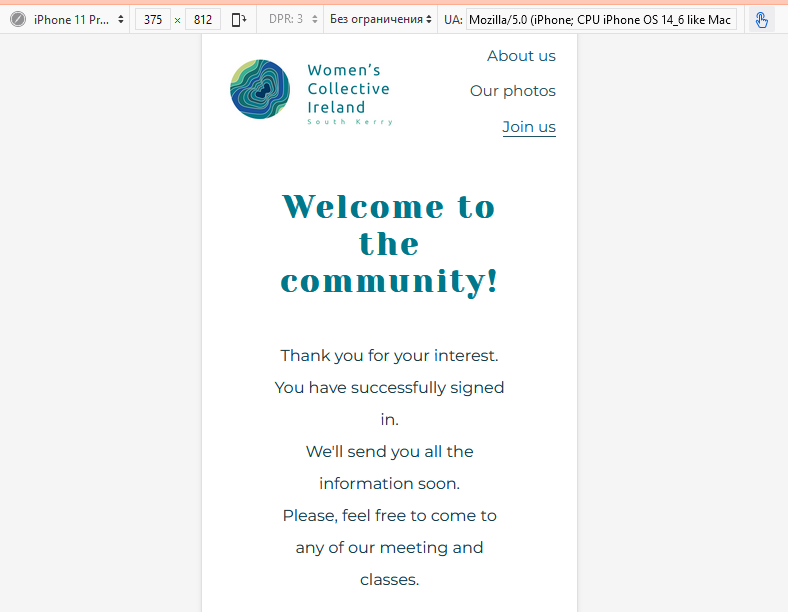 iPhone 11 Pr... 375 × 812 DPR: 3 Без ограничения UA: Mozilla/5.0 (iPhone; CPU iPhone OS 14_6 like Mac
About us
Women's
Collective
Ireland
South Kerry
Our photos
Join us
Welcome to
the
community!
Thank you for your interest.
You have successfully signed
in.
We'll send you all the
information soon.
Please, feel free to come to
any of our meeting and
classes.